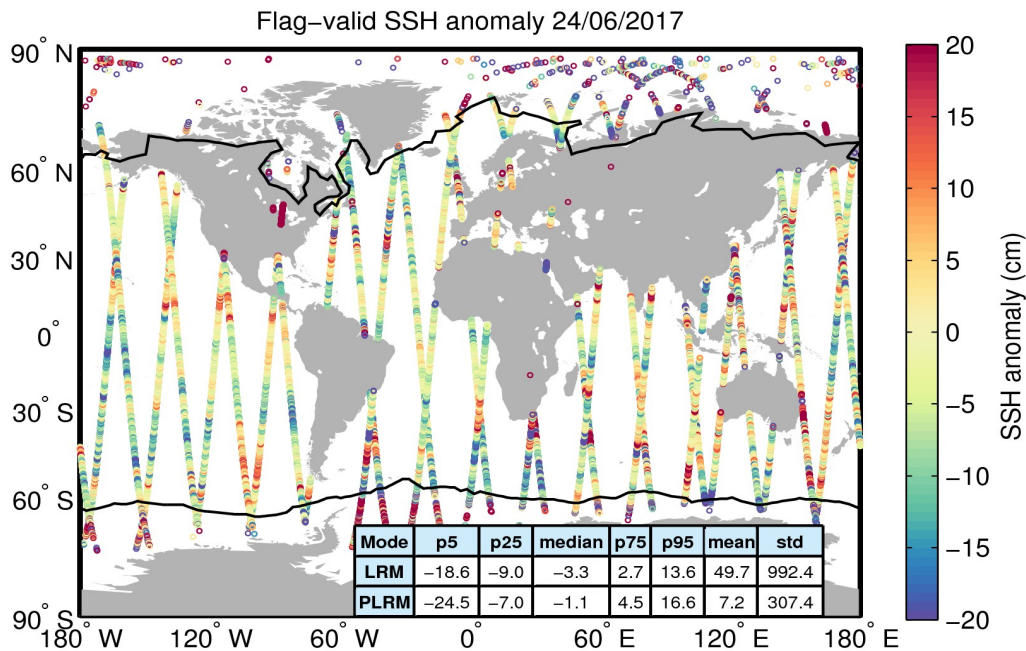 Flag−valid SSH anomaly 24/06/2017
90° N
60° N
30° N
0°
30° S
60° S
90° S
180° W
120° W
60° W
0°
60° E
120° E
180° E
Mode p5 p25 median p75 p95 mean std
LRM −18.6 −9.0 −3.3 2.7 13.6 49.7 992.4
PLRM −24.5 −7.0 −1.1 4.5 16.6 7.2 307.4
20
15
10
5
0
−5
−10
−15
−20
SSH anomaly (cm)